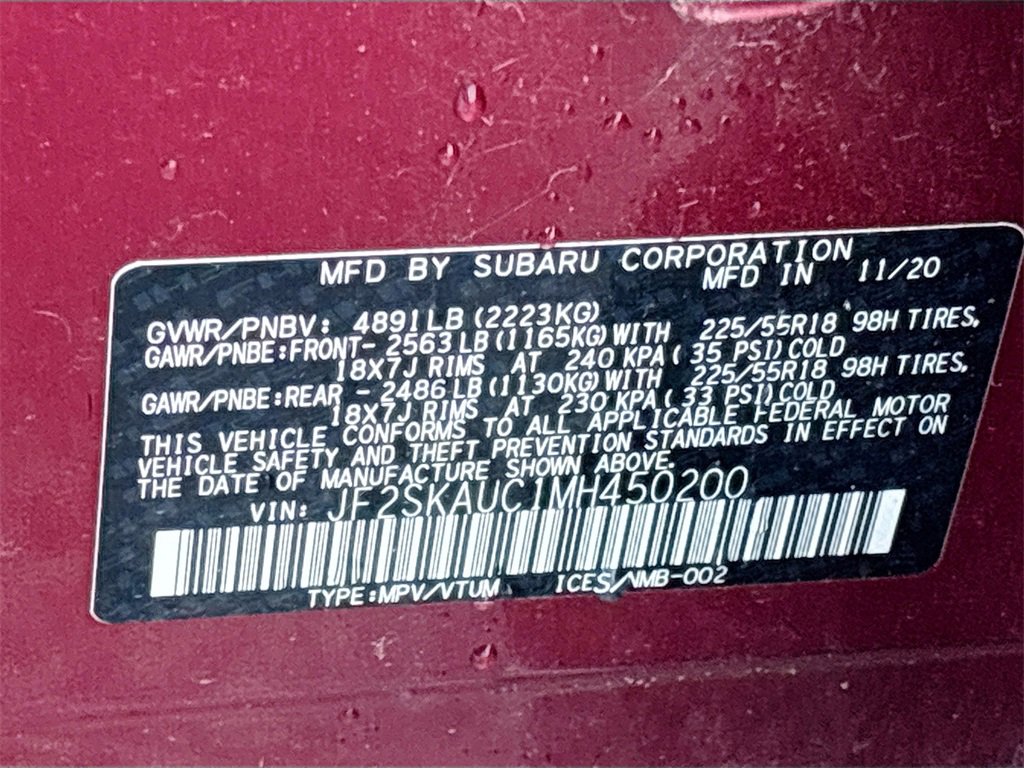 MFD BY SUBARU CORPORATION
MFD IN 11/20
GVWR/PNBV: 4891LB (2223KG)
GAWR/PNBE:FRONT- 2563LB(1165KG)WITH 225/55R18 98H TIRES,
18X7J RIMS AT 240 KPA( 35 PSI)COLD
GAWR/PNBE:REAR - 2486LB(1130KG)WITH 225/55R18 98H TIRES,
18X7J RIMS AT 230 KPA( 33 PSI)COLD
THIS VEHICLE CONFORMS TO ALL APPLICABLE FEDERAL MOTOR
VEHICLE SAFETY AND THEFT PREVENTION STANDARDS IN EFFECT ON
THE DATE OF MANUFACTURE SHOWN ABOVE.
VIN: JF2SKAUC1MH450200
TYPE:MPV/VTUM ICES/NMB-002